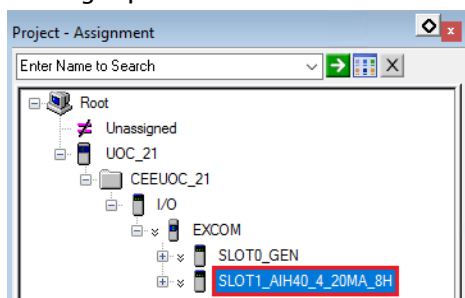 Project - Assignment
x
Enter Name to Search
X
Root
Unassigned
UOC_21
CEEUOC_21
I/O
EXCOM
SLOT0_GEN
SLOT1_AIH40_4_20MA_8H